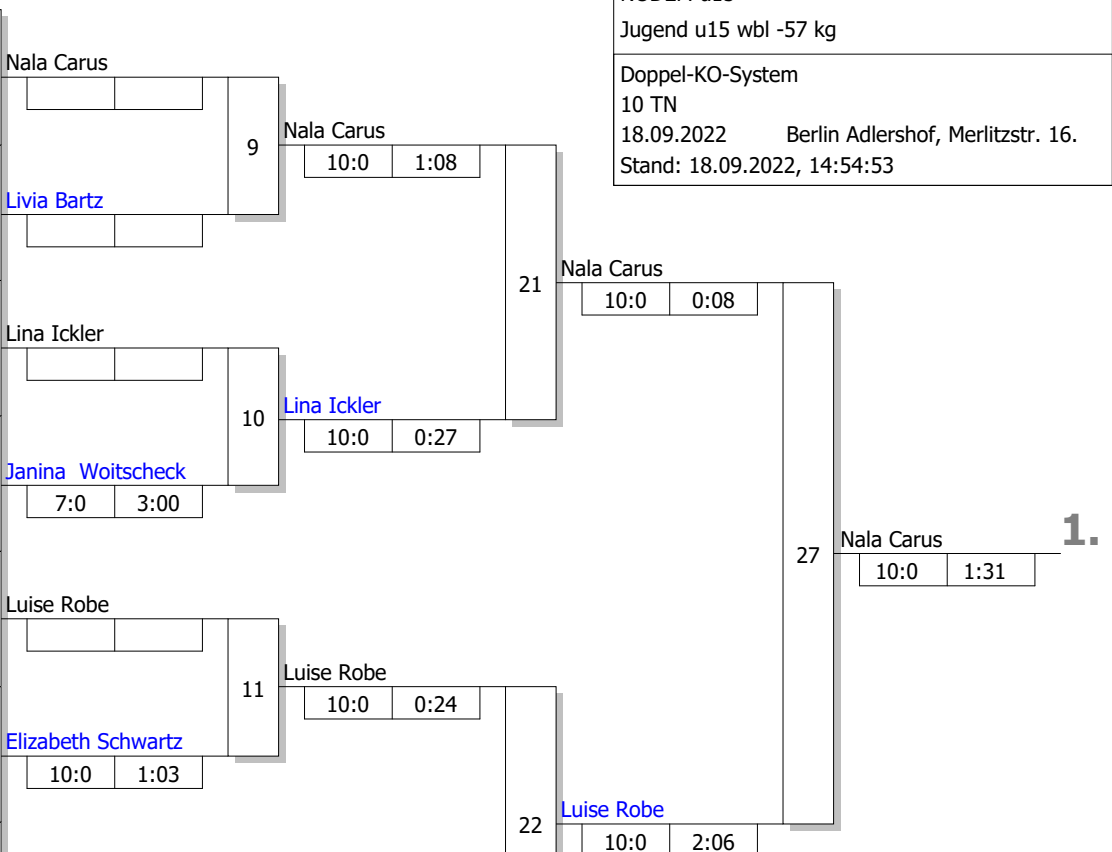 Jugend u15 wbl -57 kg
Doppel-KO-System
10 TN
18.09.2022 Berlin Adlershof, Merlitzstr. 16.
Stand: 18.09.2022, 14:54:53
Nala Carus
9
Nala Carus
10:0 1:08
Livia Bartz
21
Nala Carus
10:0 0:08
Lina Ickler
10
Lina Ickler
10:0 0:27
Janina Woitscheck
7:0 3:00
27
Nala Carus
1.
10:0 1:31
Luise Robe
11
Luise Robe
10:0 0:24
Elizabeth Schwartz
10:0 1:03
22
Luise Robe
10:0 2:06